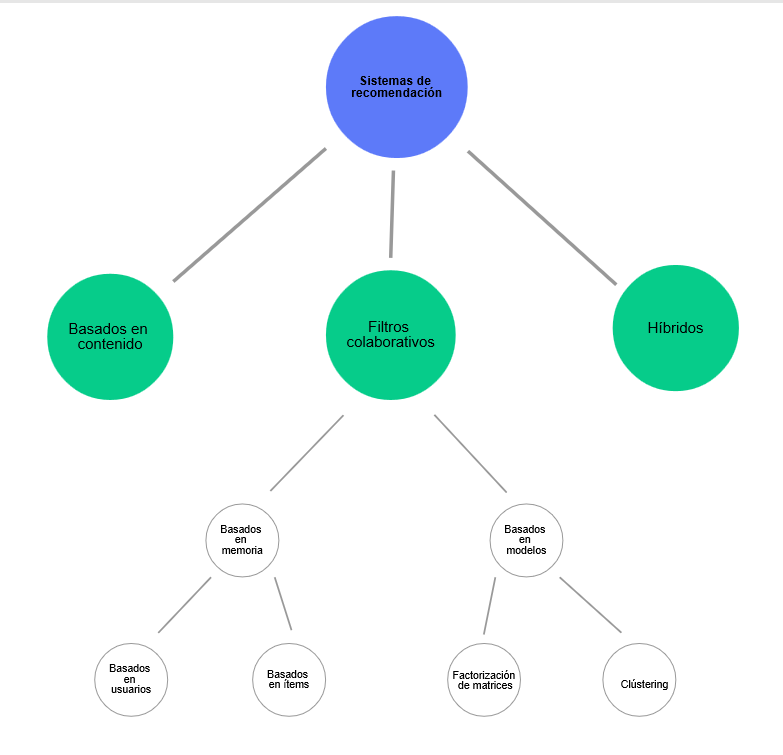 Sistemas de
recomendación
Basados en
contenido
Filtros
colaborativos
Híbridos
Basados
en
memoria
Basados
en
modelos
Basados
en
usuarios
Basados
en ítems
Factorización
de matrices
Clústering